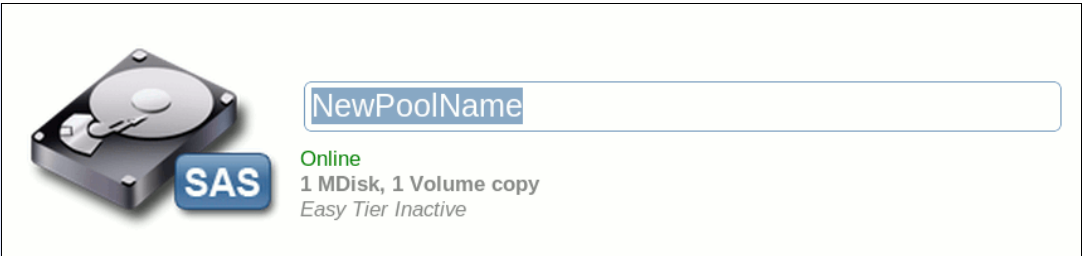 NewPoolName
Online
SAS
1 MDisk, 1 Volume copy
Easy Tier Inactive